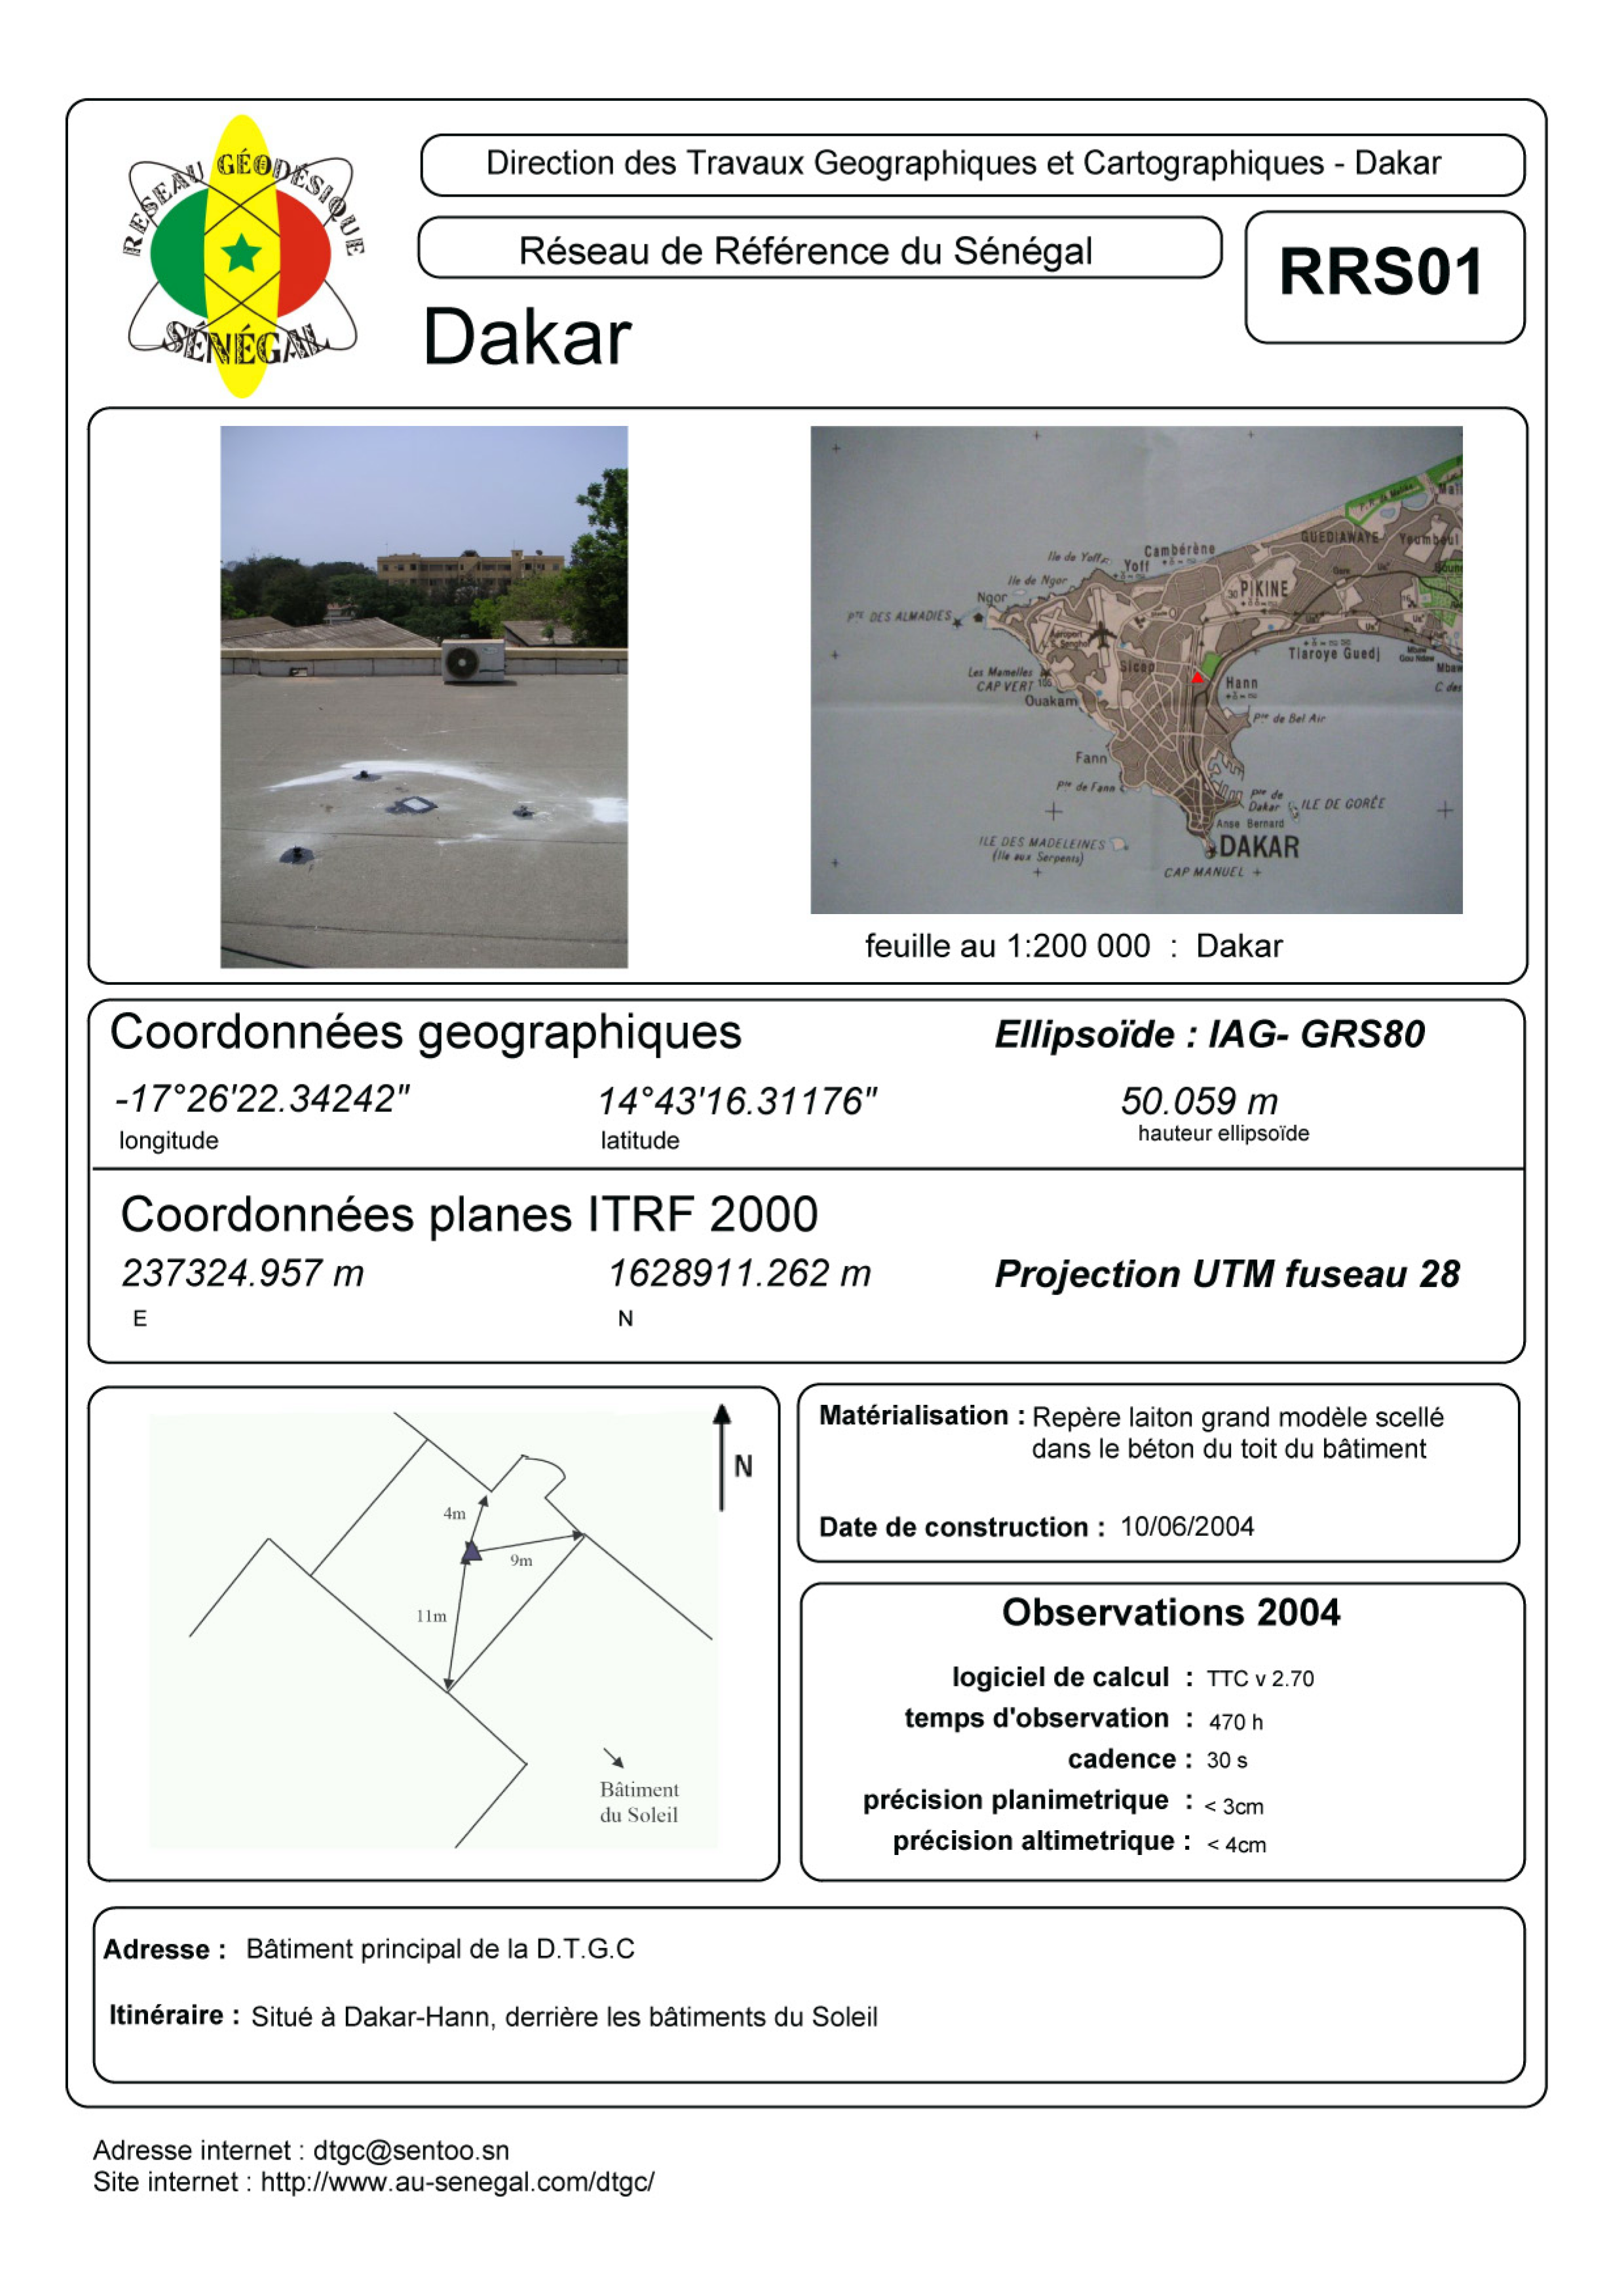 RESEAU GÉODÉSIQUE
SÉNÉGAL
Direction des Travaux Geographiques et Cartographiques - Dakar
Réseau de Référence du Sénégal
RRS01
Dakar
Ile de Yoff
Cambérène
Yoff
GUEDIAWAYE
Yeumbeul
Ile de Ngor
Ngor
30 PIKINE
PTE DES ALMADIES
Aéroport
Tiaroye Guedj
Sicap
Les Mamelles
CAP VERT
Hann
Ouakam
Pte de Bel Air
Fann
Pte de Fann
Pte de
Dakar
ILE DE GORÉE
Anse Bernard
ILE DES MADELEINES
(Ile aux Serpents)
DAKAR
CAP MANUEL
feuille au 1:200 000 : Dakar
Coordonnées geographiques
Ellipsoïde : IAG- GRS80
-17°26'22.34242"
14°43'16.31176"
50.059 m
longitude
latitude
hauteur ellipsoïde
Coordonnées planes ITRF 2000
237324.957 m
1628911.262 m
Projection UTM fuseau 28
E
N
N
4m
9m
11m
Bâtiment
du Soleil
Matérialisation : Repère laiton grand modèle scellé
dans le béton du toit du bâtiment
Date de construction : 10/06/2004
Observations 2004
logiciel de calcul : TTC v 2.70
temps d'observation : 470 h
cadence : 30 s
précision planimetrique : < 3cm
précision altimetrique : < 4cm
Adresse : Bâtiment principal de la D.T.G.C
Itinéraire : Situé à Dakar-Hann, derrière les bâtiments du Soleil
Adresse internet : dtgc@sentoo.sn
Site internet : http://www.au-senegal.com/dtgc/